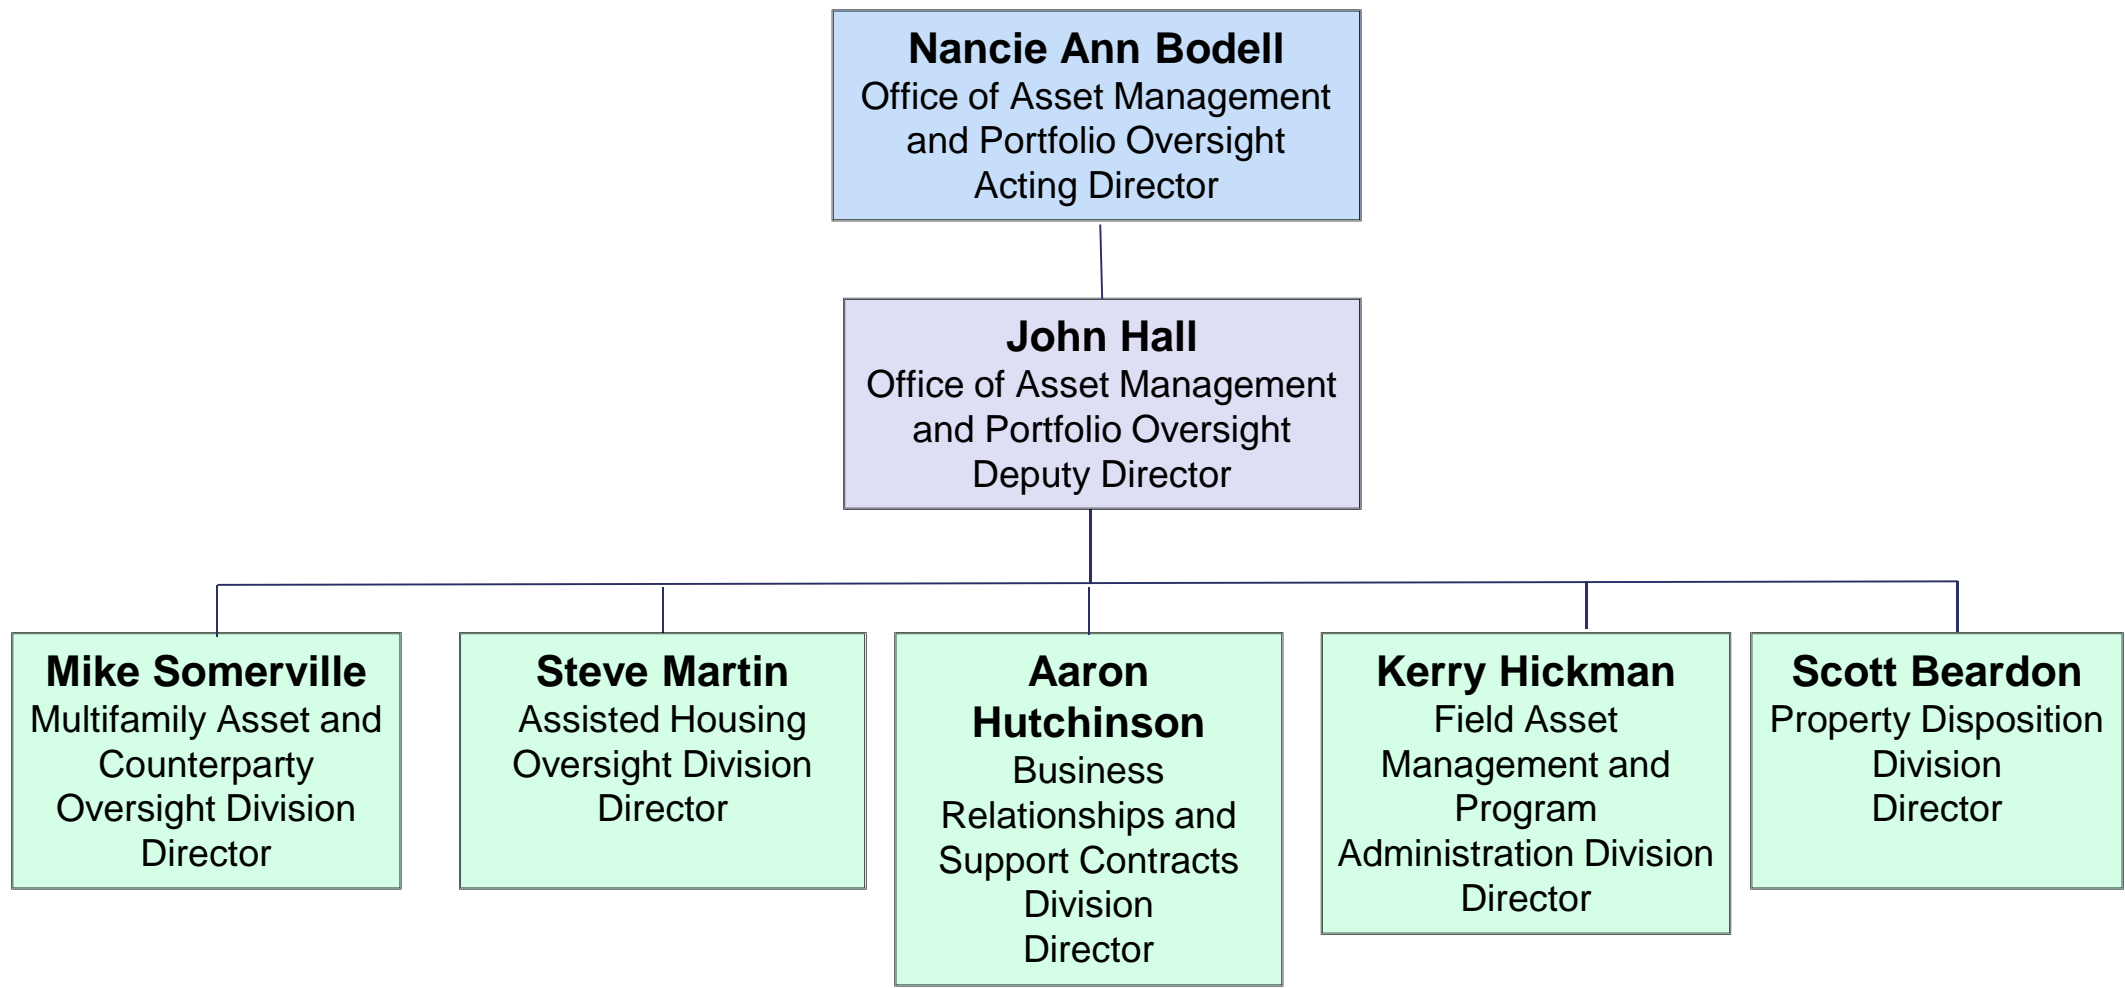 Nancie Ann Bodell
Office of Asset Management
and Portfolio Oversight
Acting Director
John Hall
Office of Asset Management
and Portfolio Oversight
Deputy Director
Mike Somerville
Multifamily Asset and
Counterparty
Oversight Division
Director
Steve Martin
Assisted Housing
Oversight Division
Director
Aaron
Hutchinson
Business
Relationships and
Support Contracts
Division
Director
Kerry Hickman
Field Asset
Management and
Program
Administration Division
Director
Scott Beardon
Property Disposition
Division
Director